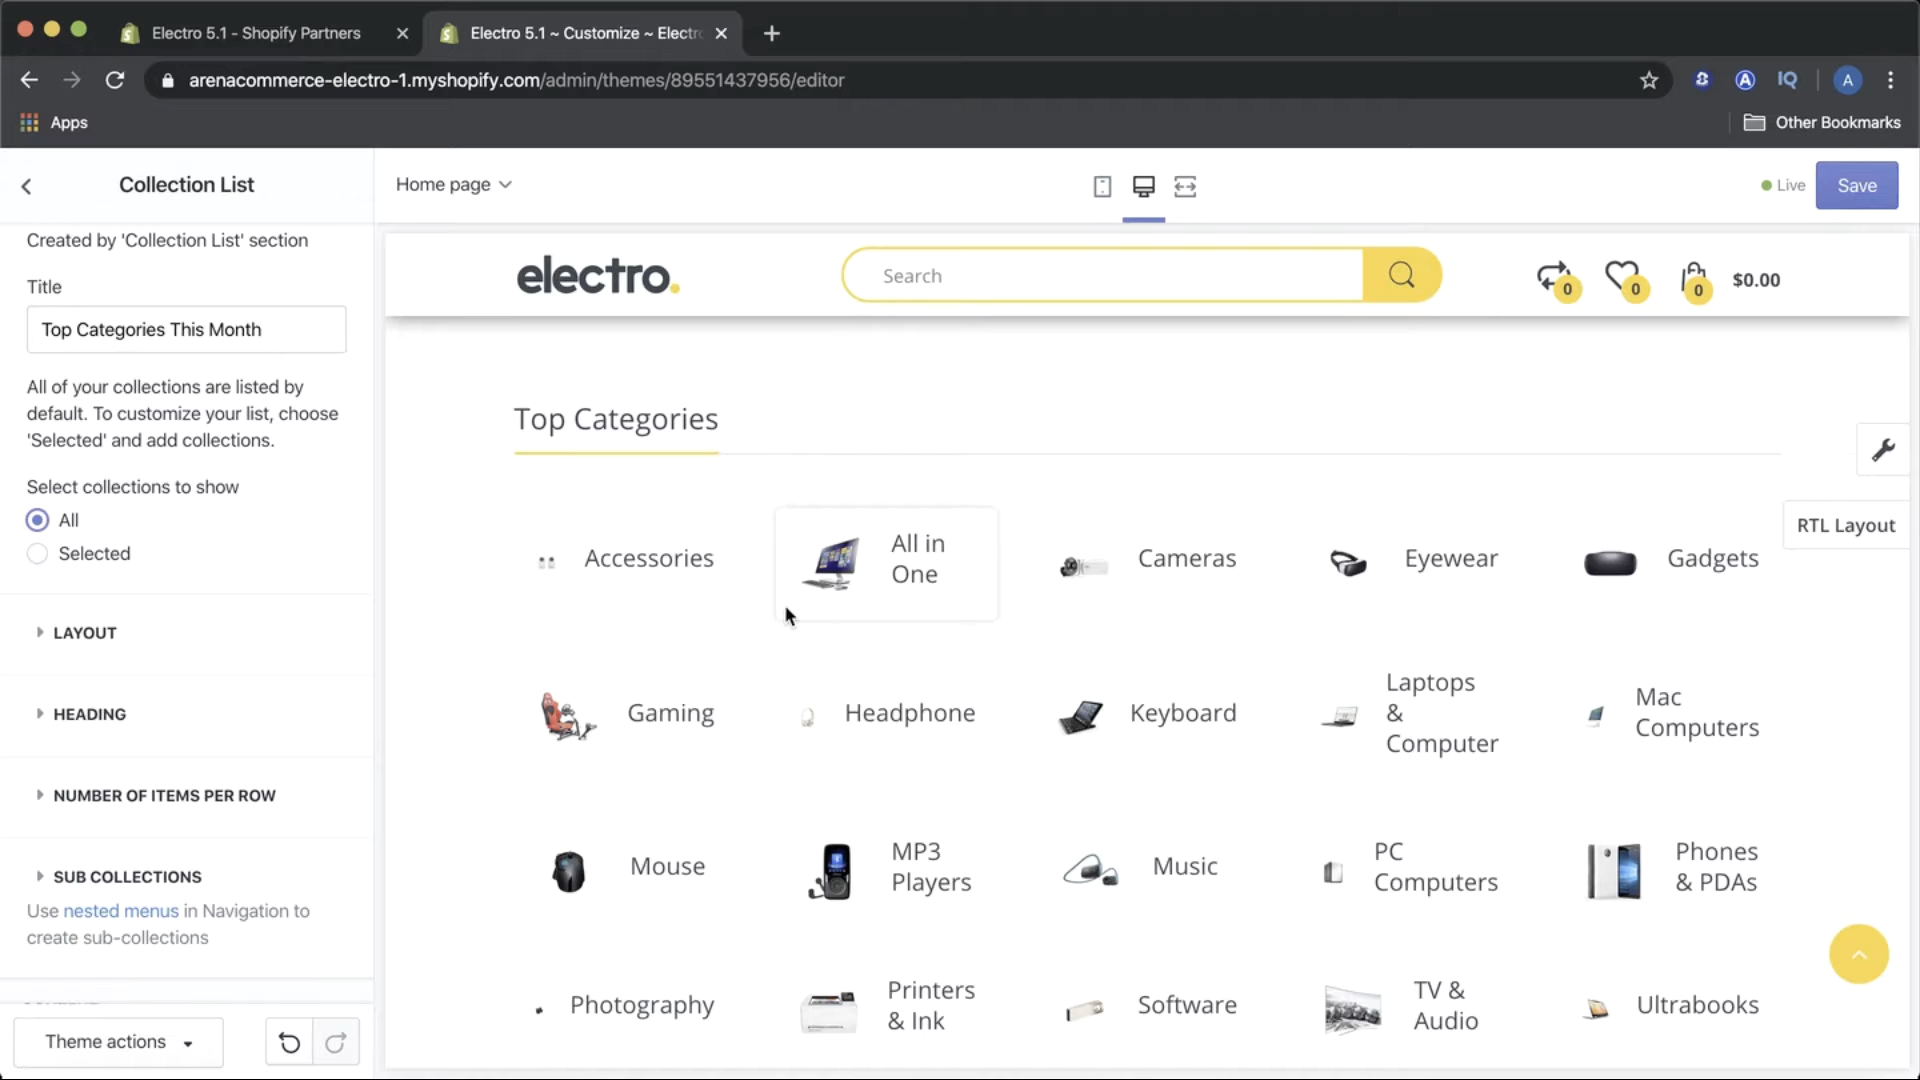 Electro 5.1 - Shopify Partners
Electro 5.1 ~ Customize ~ Electr
arenacommerce-electro-1.myshopify.com/admin/themes/89551437956/editor
IQ
A
Apps
Other Bookmarks
Collection List
Home page
Live
Save
Created by 'Collection List' section
Title
Top Categories This Month
All of your collections are listed by
default. To customize your list, choose
'Selected' and add collections.
Select collections to show
All
Selected
LAYOUT
HEADING
NUMBER OF ITEMS PER ROW
SUB COLLECTIONS
Use nested menus in Navigation to
create sub-collections
Theme actions
electro.
Search
0
0
0
$0.00
Top Categories
RTL Layout
Accessories
All in
One
Cameras
Eyewear
Gadgets
Gaming
Headphone
Keyboard
Laptops
&
Computer
Mac
Computers
Mouse
MP3
Players
Music
PC
Computers
Phones
& PDAs
Photography
Printers
& Ink
Software
TV &
Audio
Ultrabooks